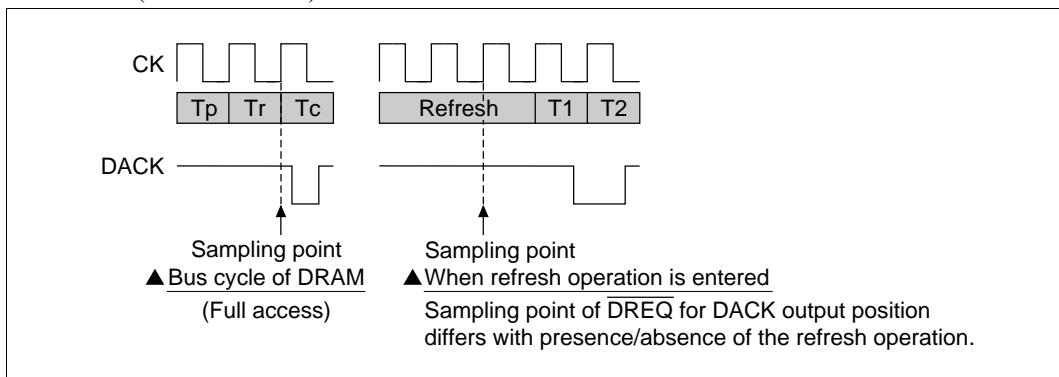 CK
Tp Tr Tc Refresh T1 T2
DACK
Sampling point
▲Bus cycle of DRAM
(Full access)
Sampling point
▲When refresh operation is entered
Sampling point of DREQ for DACK output position
differs with presence/absence of the refresh operation.